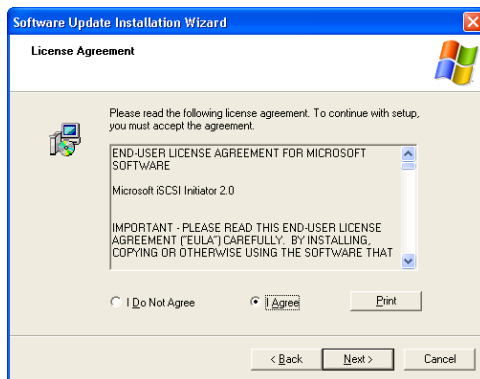 Software Update Installation Wizard
License Agreement
Please read the following license agreement. To continue with setup,
you must accept the agreement.
END-USER LICENSE AGREEMENT FOR MICROSOFT
SOFTWARE
Microsoft iSCSI Initiator 2.0
IMPORTANT - PLEASE READ THIS END-USER LICENSE
AGREEMENT ("EULA") CAREFULLY. BY INSTALLING,
COPYING OR OTHERWISE USING THE SOFTWARE THAT
I Do Not Agree
I Agree
Print
< Back
Next >
Cancel